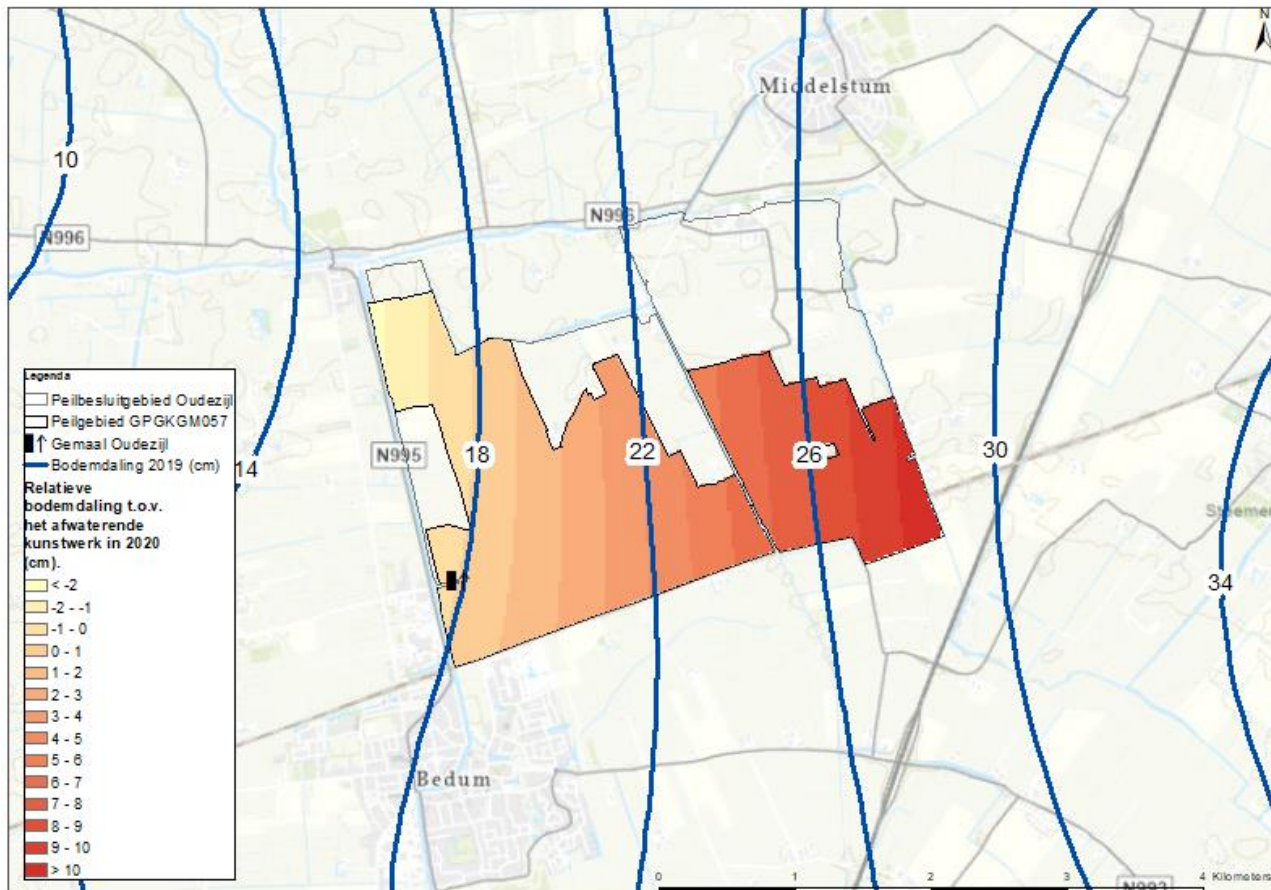 N
Middelstum
10
N996
N996
18
22
26
30
14
N995
34
Bedum
Legenda
Peilbesluitgebied Oudezijl
Peilgebied GPGKGM057
Gemaal Oudezijl
Bodemdaling 2019 (cm)
Relatieve
bodemdaling t.o.v.
het afwaterende
kunstwerk in 2020
(cm).
< -2
-2 - -1
-1 - 0
0 - 1
1 - 2
2 - 3
3 - 4
4 - 5
5 - 6
6 - 7
7 - 8
8 - 9
9 - 10
> 10
0 1 2 3 4 Kilometers